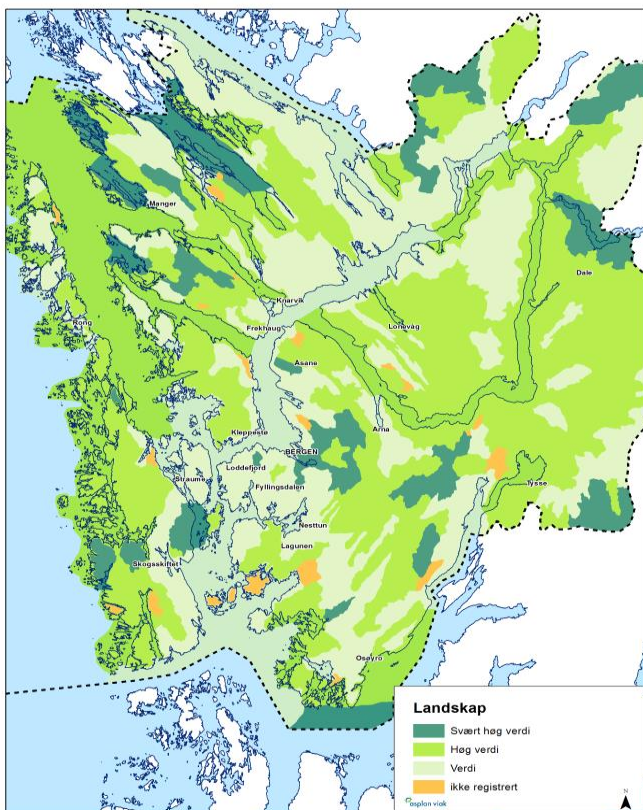 Manger
Dale
Knarvik
Rong
Frekhaug
Lonevåg
Åsane
Arna
Kleppestø
BERGEN
Loddefjord
Straume
Fyllingsdalen
Tysse
Nesttun
Lagunen
Skogsskiftet
Osøyro
Landskap
Svært høg verdi
Høg verdi
Verdi
ikke registrert
asplan viak
N